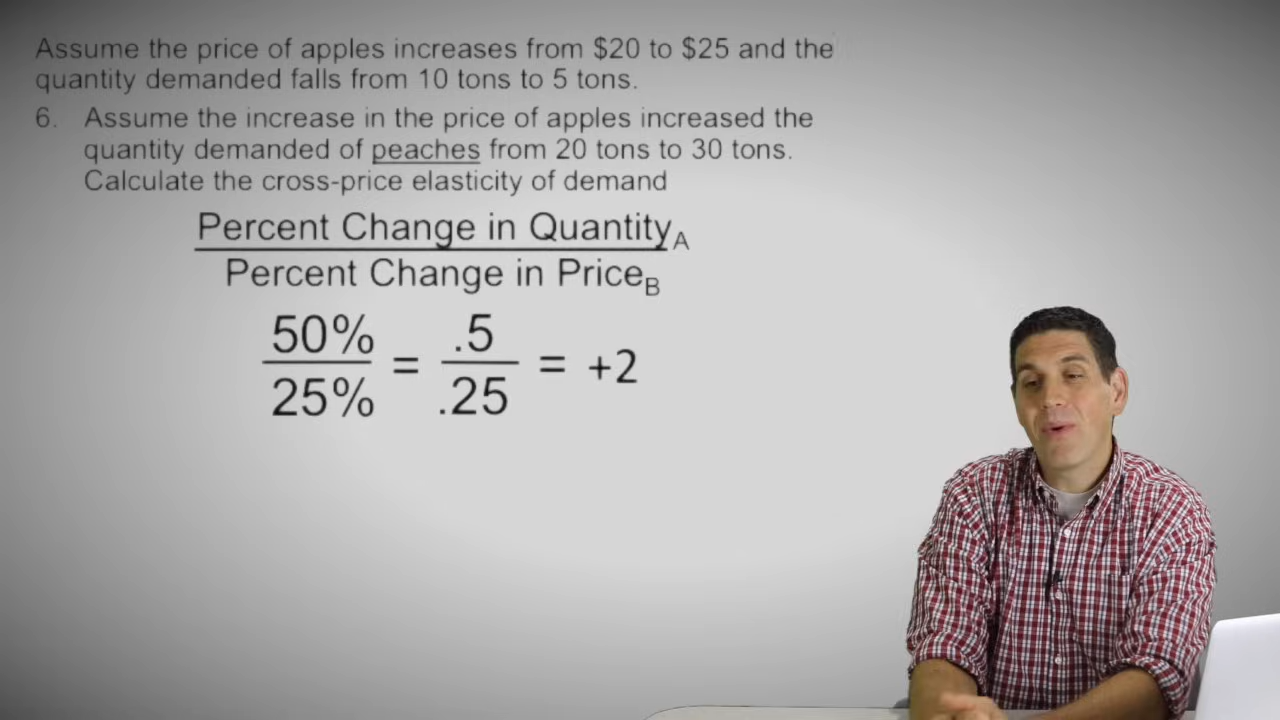 Assume the price of apples increases from $20 to $25 and the
quantity demanded falls from 10 tons to 5 tons.
6. Assume the increase in the price of apples increased the
quantity demanded of peaches from 20 tons to 30 tons.
Calculate the cross-price elasticity of demand
Percent Change in Quantity A
Percent Change in Price B
50% / 25% = .5 / .25 = +2